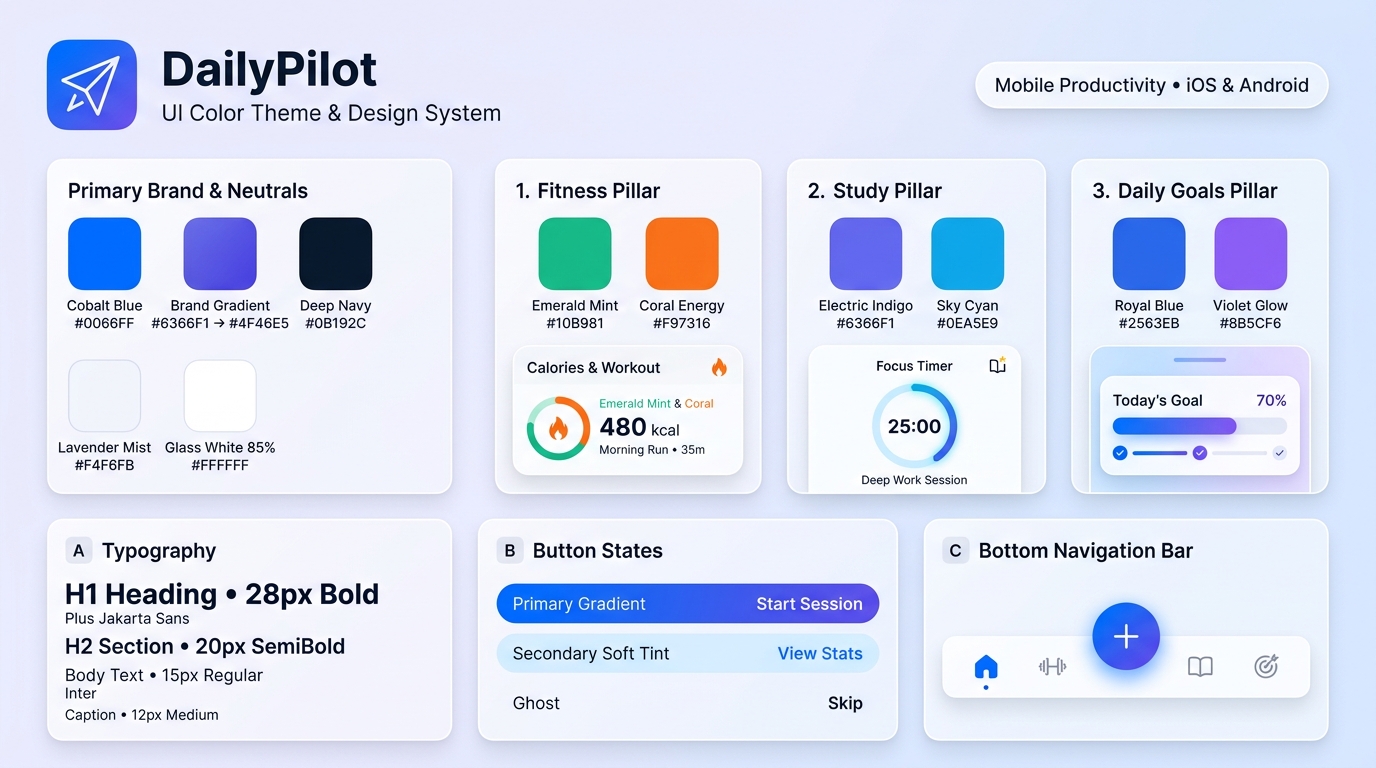 DailyPilot
UI Color Theme & Design System
Mobile Productivity • iOS & Android
Primary Brand & Neutrals
Cobalt Blue
#0066FF
Brand Gradient
#6366F1 → #4F46E5
Deep Navy
#0B192C
Lavender Mist
#F4F6FB
Glass White 85%
#FFFFFF
1. Fitness Pillar
Emerald Mint
#10B981
Coral Energy
#F97316
Calories & Workout
Emerald Mint & Coral
480 kcal
Morning Run • 35m
2. Study Pillar
Electric Indigo
#6366F1
Sky Cyan
#0EA5E9
Focus Timer
25:00
Deep Work Session
3. Daily Goals Pillar
Royal Blue
#2563EB
Violet Glow
#8B5CF6
Today's Goal
70%
A Typography
H1 Heading • 28px Bold
Plus Jakarta Sans
H2 Section • 20px SemiBold
Body Text • 15px Regular
Inter
Caption • 12px Medium
B Button States
Primary Gradient
Start Session
Secondary Soft Tint
View Stats
Ghost
Skip
C Bottom Navigation Bar